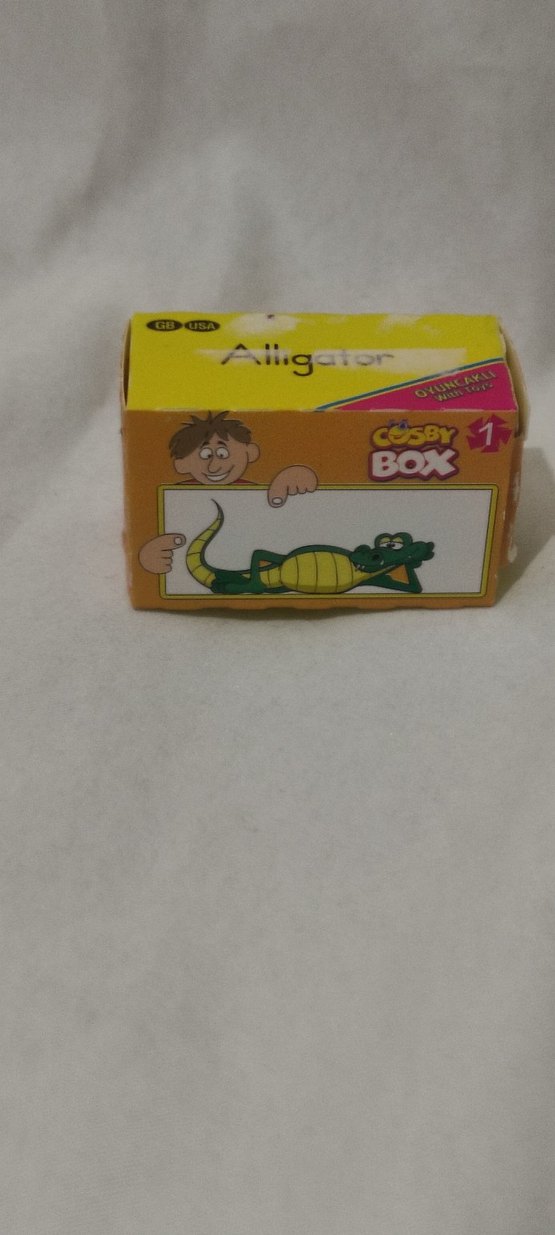 GB USA
Alligator
OYUNCAKLI
With TOYS
COSBY
BOX
1